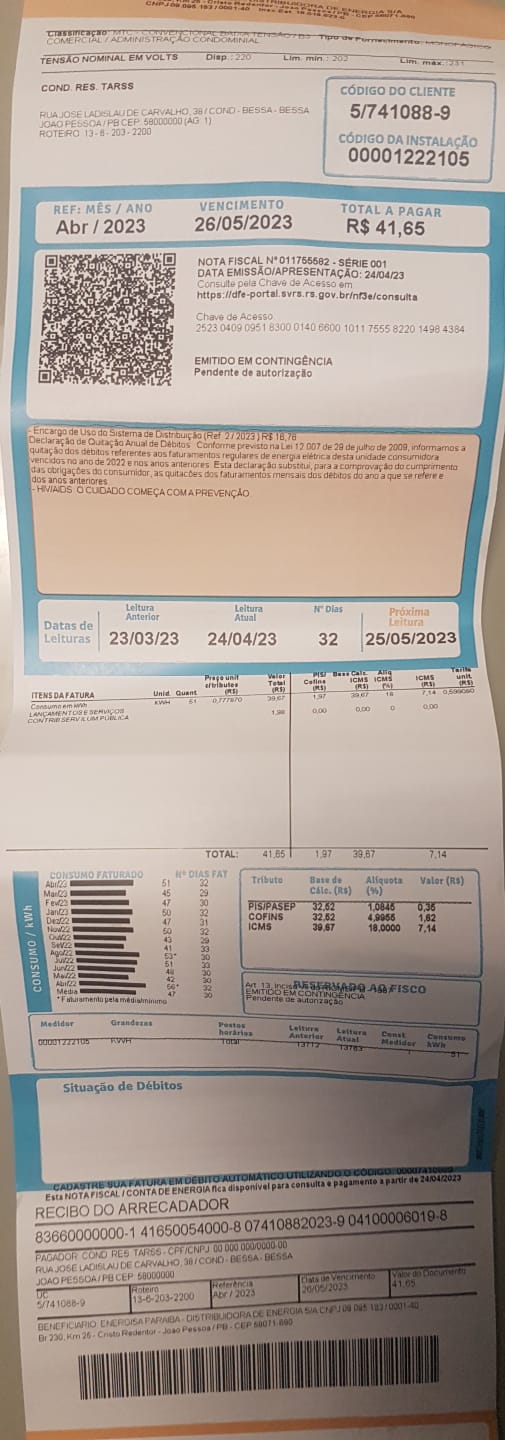 DISTRIBUIDORA DE ENERGIA S/A
Cristo Redentor - Joao Pessoa / PB - CEP 58071-680
CNPJ 09.095.183/0001-40
Classificação: MTC - CONVENCIONAL BAIXA TENSÃO / B3 Tipo de Fornecimento: MONOFÁSICO
COMERCIAL / ADMINISTRAÇÃO CONDOMINIAL
TENSÃO NOMINAL EM VOLTS Disp.: 220 Lim. min.: 202 Lim. máx.: 231
COND. RES. TARSS
RUA JOSE LADISLAU DE CARVALHO, 38 / COND - BESSA - BESSA
JOAO PESSOA / PB CEP: 58000000 (AG: 1)
ROTEIRO: 13-6-203-2200
CÓDIGO DO CLIENTE
5/741088-9
CÓDIGO DA INSTALAÇÃO
00001222105
REF: MÊS / ANO VENCIMENTO TOTAL A PAGAR
Abr / 2023 26/05/2023 R$ 41,65
NOTA FISCAL Nº 011755582 - SÉRIE 001
DATA EMISSÃO/APRESENTAÇÃO: 24/04/23
Consulte pela Chave de Acesso em
https://dfe-portal.svrs.rs.gov.br/nf3e/consulta
Chave de Acesso
2523 0409 0951 8300 0140 6600 1011 7555 8220 1498 4384
EMITIDO EM CONTINGÊNCIA
Pendente de autorização
- Encargo de Uso do Sistema de Distribuição (Ref. 2 / 2023) R$ 18,78
Declaração de Quitação Anual de Débitos. Conforme previsto na Lei 12.007 de 29 de julho de 2009, informamos a
quitação dos débitos referentes aos faturamentos regulares de energia elétrica desta unidade consumidora
vencidos no ano de 2022 e nos anos anteriores. Esta declaração substitui, para a comprovação do cumprimento
das obrigações do consumidor, as quitações dos faturamentos mensais dos débitos do ano a que se refere e
dos anos anteriores
- HIV/AIDS: O CUIDADO COMEÇA COM A PREVENÇÃO.
Datas de Leituras
Leitura Anterior Leitura Atual Nº Dias Próxima Leitura
23/03/23 24/04/23 32 25/05/2023
ITENS DA FATURA Unid. Quant. Preço unit c/tributos (R$) Valor Total (R$) PIS/ Cofins (R$) Base Calc. ICMS (R$) Aliq ICMS (%) ICMS (R$) Tarifa unit. (R$)
Consumo em kWh KWH 51 0,777870 39,67 1,97 39,67 18 7,14 0,599060
LANÇAMENTOS E SERVIÇOS
CONTRIB SERV ILUM PÚBLICA 1,98 0,00 0,00 0 0,00
TOTAL: 41,65 1,97 39,67 7,14
CONSUMO / kWh
CONSUMO FATURADO Nº DIAS FAT
Abr/23 51 32
Mar/23 45 29
Fev/23 47 30
Jan/23 50 32
Dez/22 47 31
Nov/22 50 32
Out/22 43 29
Set/22 41 33
Ago/22 53* 30
Jul/22 51 33
Jun/22 48 30
Mai/22 42 30
Abr/22 56* 32
Média 47 30
* Faturamento pela média/mínimo
Tributo Base de Cálc. (R$) Alíquota (%) Valor (R$)
PIS/PASEP 32,52 1,0845 0,35
COFINS 32,52 4,9955 1,62
ICMS 39,67 18,0000 7,14
RESERVADO AO FISCO
EMITIDO EM CONTINGÊNCIA
Pendente de autorização
Medidor Grandezas Postos horários Leitura Anterior Leitura Atual Const. Medidor Consumo kWh
00001222105 KWH Total 13712 13763 1 51
Situação de Débitos
CADASTRE SUA FATURA EM DÉBITO AUTOMÁTICO UTILIZANDO O CÓDIGO: 00007410889
Esta NOTA FISCAL / CONTA DE ENERGIA fica disponível para consulta e pagamento a partir de 24/04/2023
RECIBO DO ARRECADADOR
83660000000-1 41650054000-8 07410882023-9 04100006019-8
PAGADOR: COND RES TARSS - CPF/CNPJ 00.000.000/0000-00
RUA JOSE LADISLAU DE CARVALHO, 38 / COND - BESSA - BESSA
JOAO PESSOA / PB CEP: 58000000
UC Roteiro Referência Data de Vencimento Valor do Documento
5/741088-9 13-6-203-2200 Abr / 2023 26/05/2023 41,65
BENEFICIÁRIO: ENERGISA PARAÍBA - DISTRIBUIDORA DE ENERGIA S/A CNPJ 09.095.183 / 0001-40
Br 230, Km 25 - Cristo Redentor - Joao Pessoa / PB - CEP 58071-680